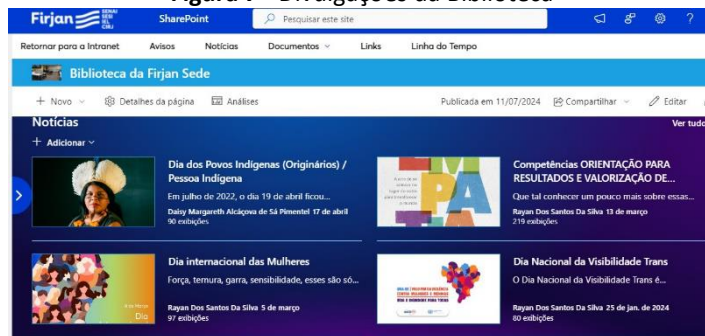 Divulgações da Biblioteca
Firjan SENAI SESI IEL CIRJ SharePoint Pesquisar este site ?
Retornar para a Intranet Avisos Notícias Documentos Links Linha do Tempo
Biblioteca da Firjan Sede
+ Novo Detalhes da página Análises Publicada em 11/07/2024 Compartilhar Editar
Notícias Ver tudo
+ Adicionar
Dia dos Povos Indígenas (Originários) /
Pessoa Indígena
Em julho de 2022, o dia 19 de abril ficou...
Daisy Margareth Alcáçova de Sá Pimentel 17 de abril
90 exibições
IMPATA
Competências ORIENTAÇÃO PARA
RESULTADOS E VALORIZAÇÃO DE...
Que tal conhecer um pouco mais sobre essas...
Rayan Dos Santos Da Silva 13 de março
219 exibições
Dia
Dia internacional das Mulheres
Força, ternura, garra, sensibilidade, esses são só...
Rayan Dos Santos Da Silva 5 de março
97 exibições
Dia Nacional da Visibilidade Trans
O Dia Nacional da Visibilidade Trans é...
Rayan Dos Santos Da Silva 25 de jan. de 2024
80 exibições